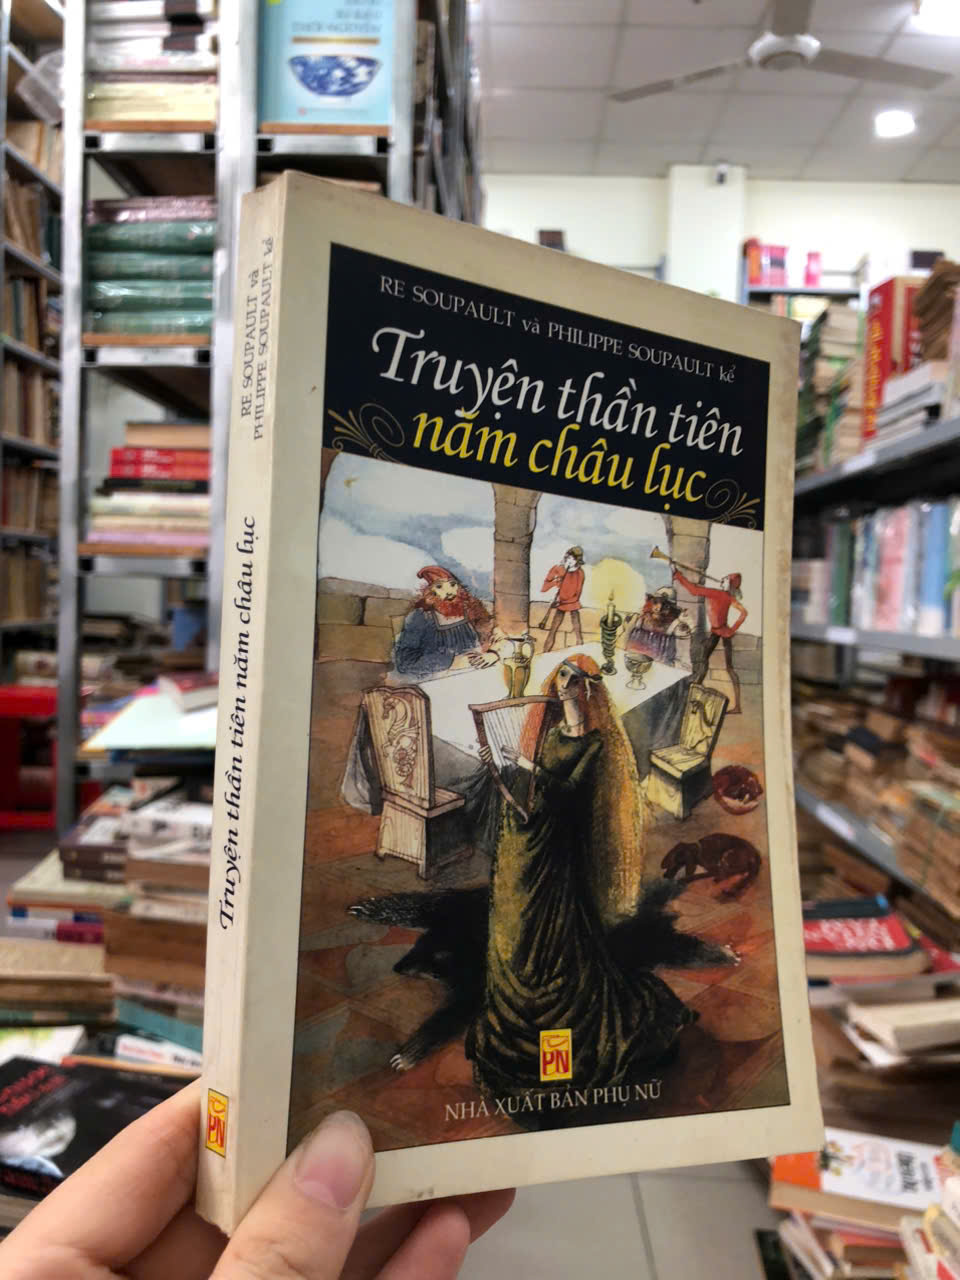 RE SOUPAULT và PHILIPPE SOUPAULT kể
Truyện thần tiên
năm châu lục
PN
NHÀ XUẤT BẢN PHỤ NỮ
RE SOUPAULT và
PHILIPPE SOUPAULT kể
Truyện thần tiên năm châu lục
PN